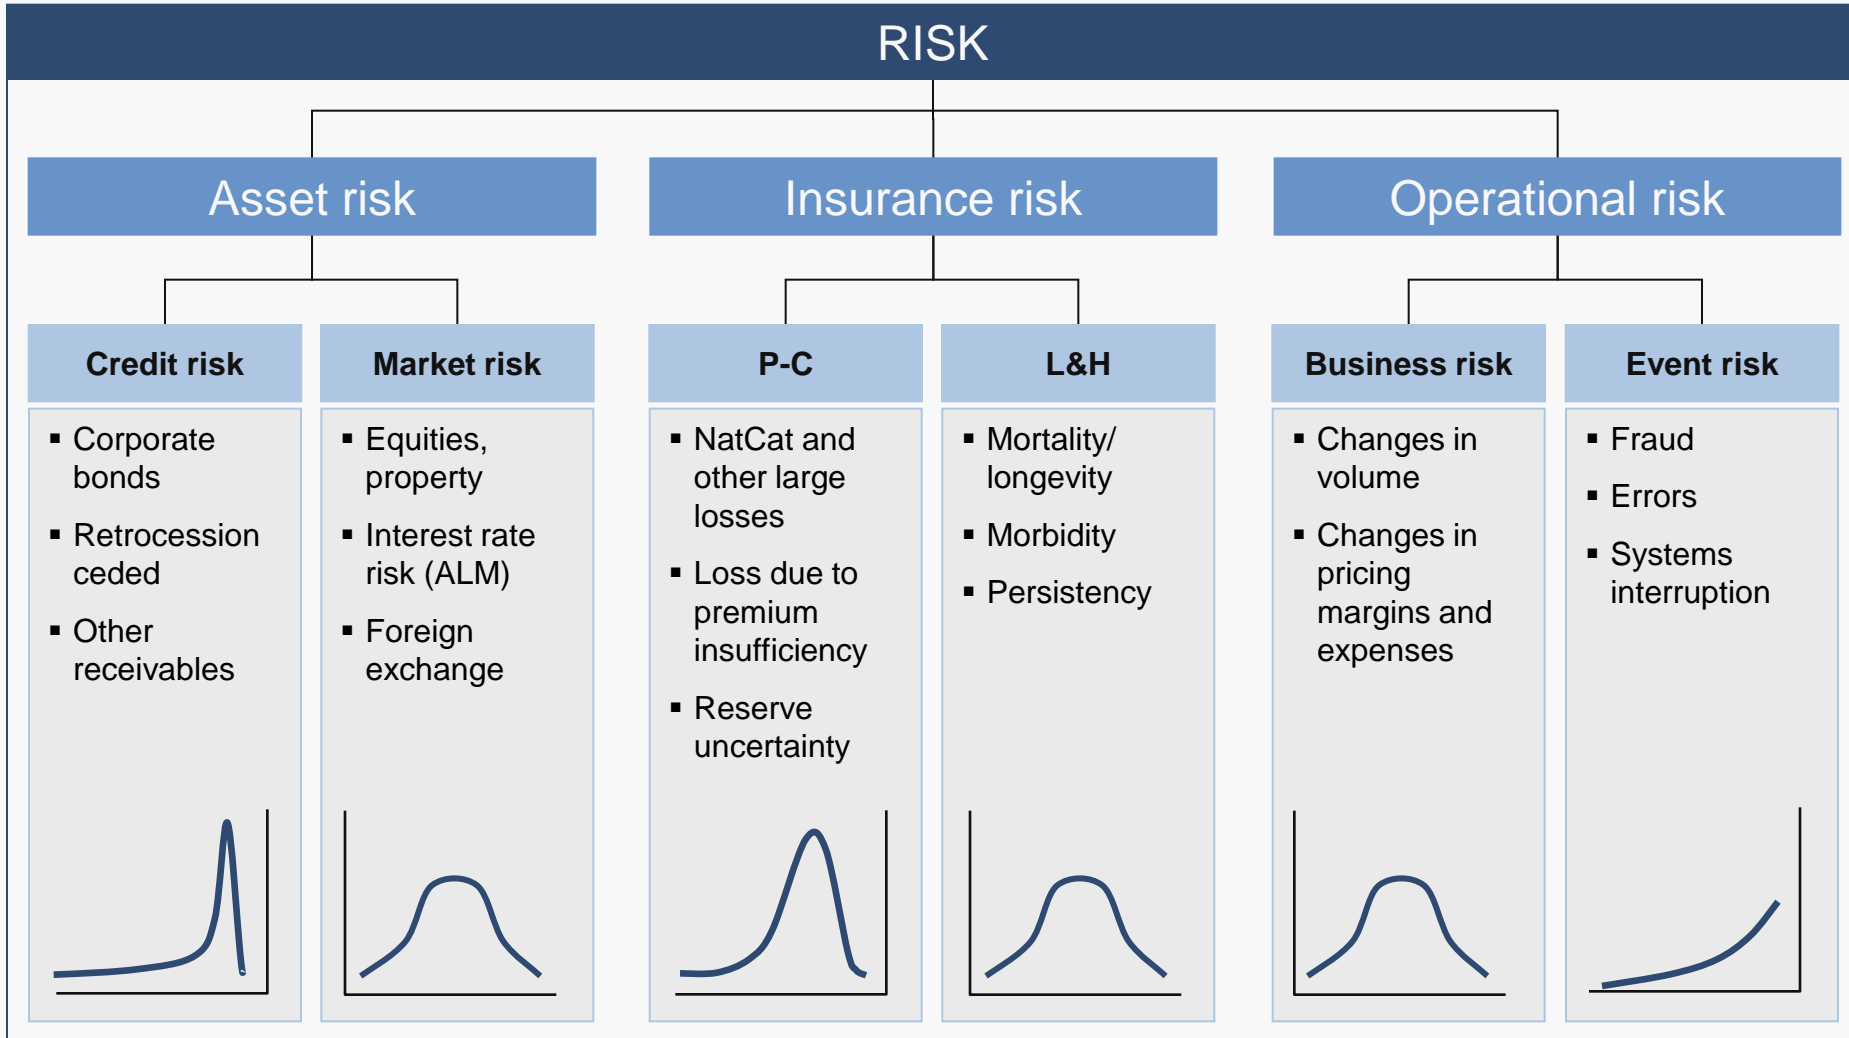 RISK
Asset risk
Insurance risk
Operational risk
Credit risk
▪ Corporate
bonds
▪ Retrocession
ceded
▪ Other
receivables
Market risk
▪ Equities,
property
▪ Interest rate
risk (ALM)
▪ Foreign
exchange
P-C
▪ NatCat and
other large
losses
▪ Loss due to
premium
insufficiency
▪ Reserve
uncertainty
L&H
▪ Mortality/
longevity
▪ Morbidity
▪ Persistency
Business risk
▪ Changes in
volume
▪ Changes in
pricing
margins and
expenses
Event risk
▪ Fraud
▪ Errors
▪ Systems
interruption